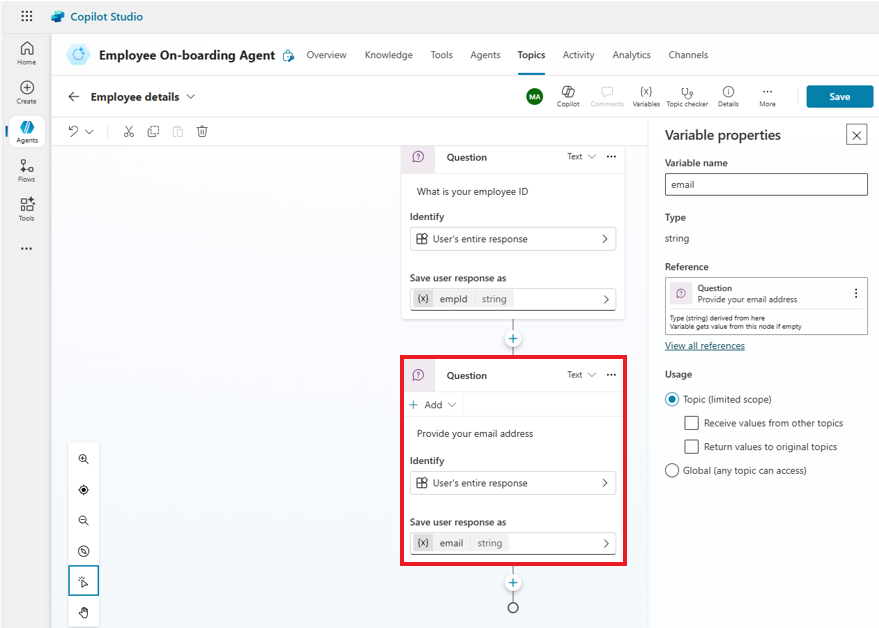 Copilot Studio
Home
Create
Agents
Flows
Tools
Employee On-boarding Agent
Overview Knowledge Tools Agents Topics Activity Analytics Channels
Employee details
MA
Copilot Comments Variables Topic checker Details More
{x}
Save
Question Text
What is your employee ID
Identify
User's entire response
Save user response as
{x} empId string
Question Text
+ Add
Provide your email address
Identify
User's entire response
Save user response as
{x} email string
Variable properties
Variable name
email
Type
string
Reference
Question
Provide your email address
Type (string) derived from here
Variable gets value from this node if empty
View all references
Usage
Topic (limited scope)
Receive values from other topics
Return values to original topics
Global (any topic can access)